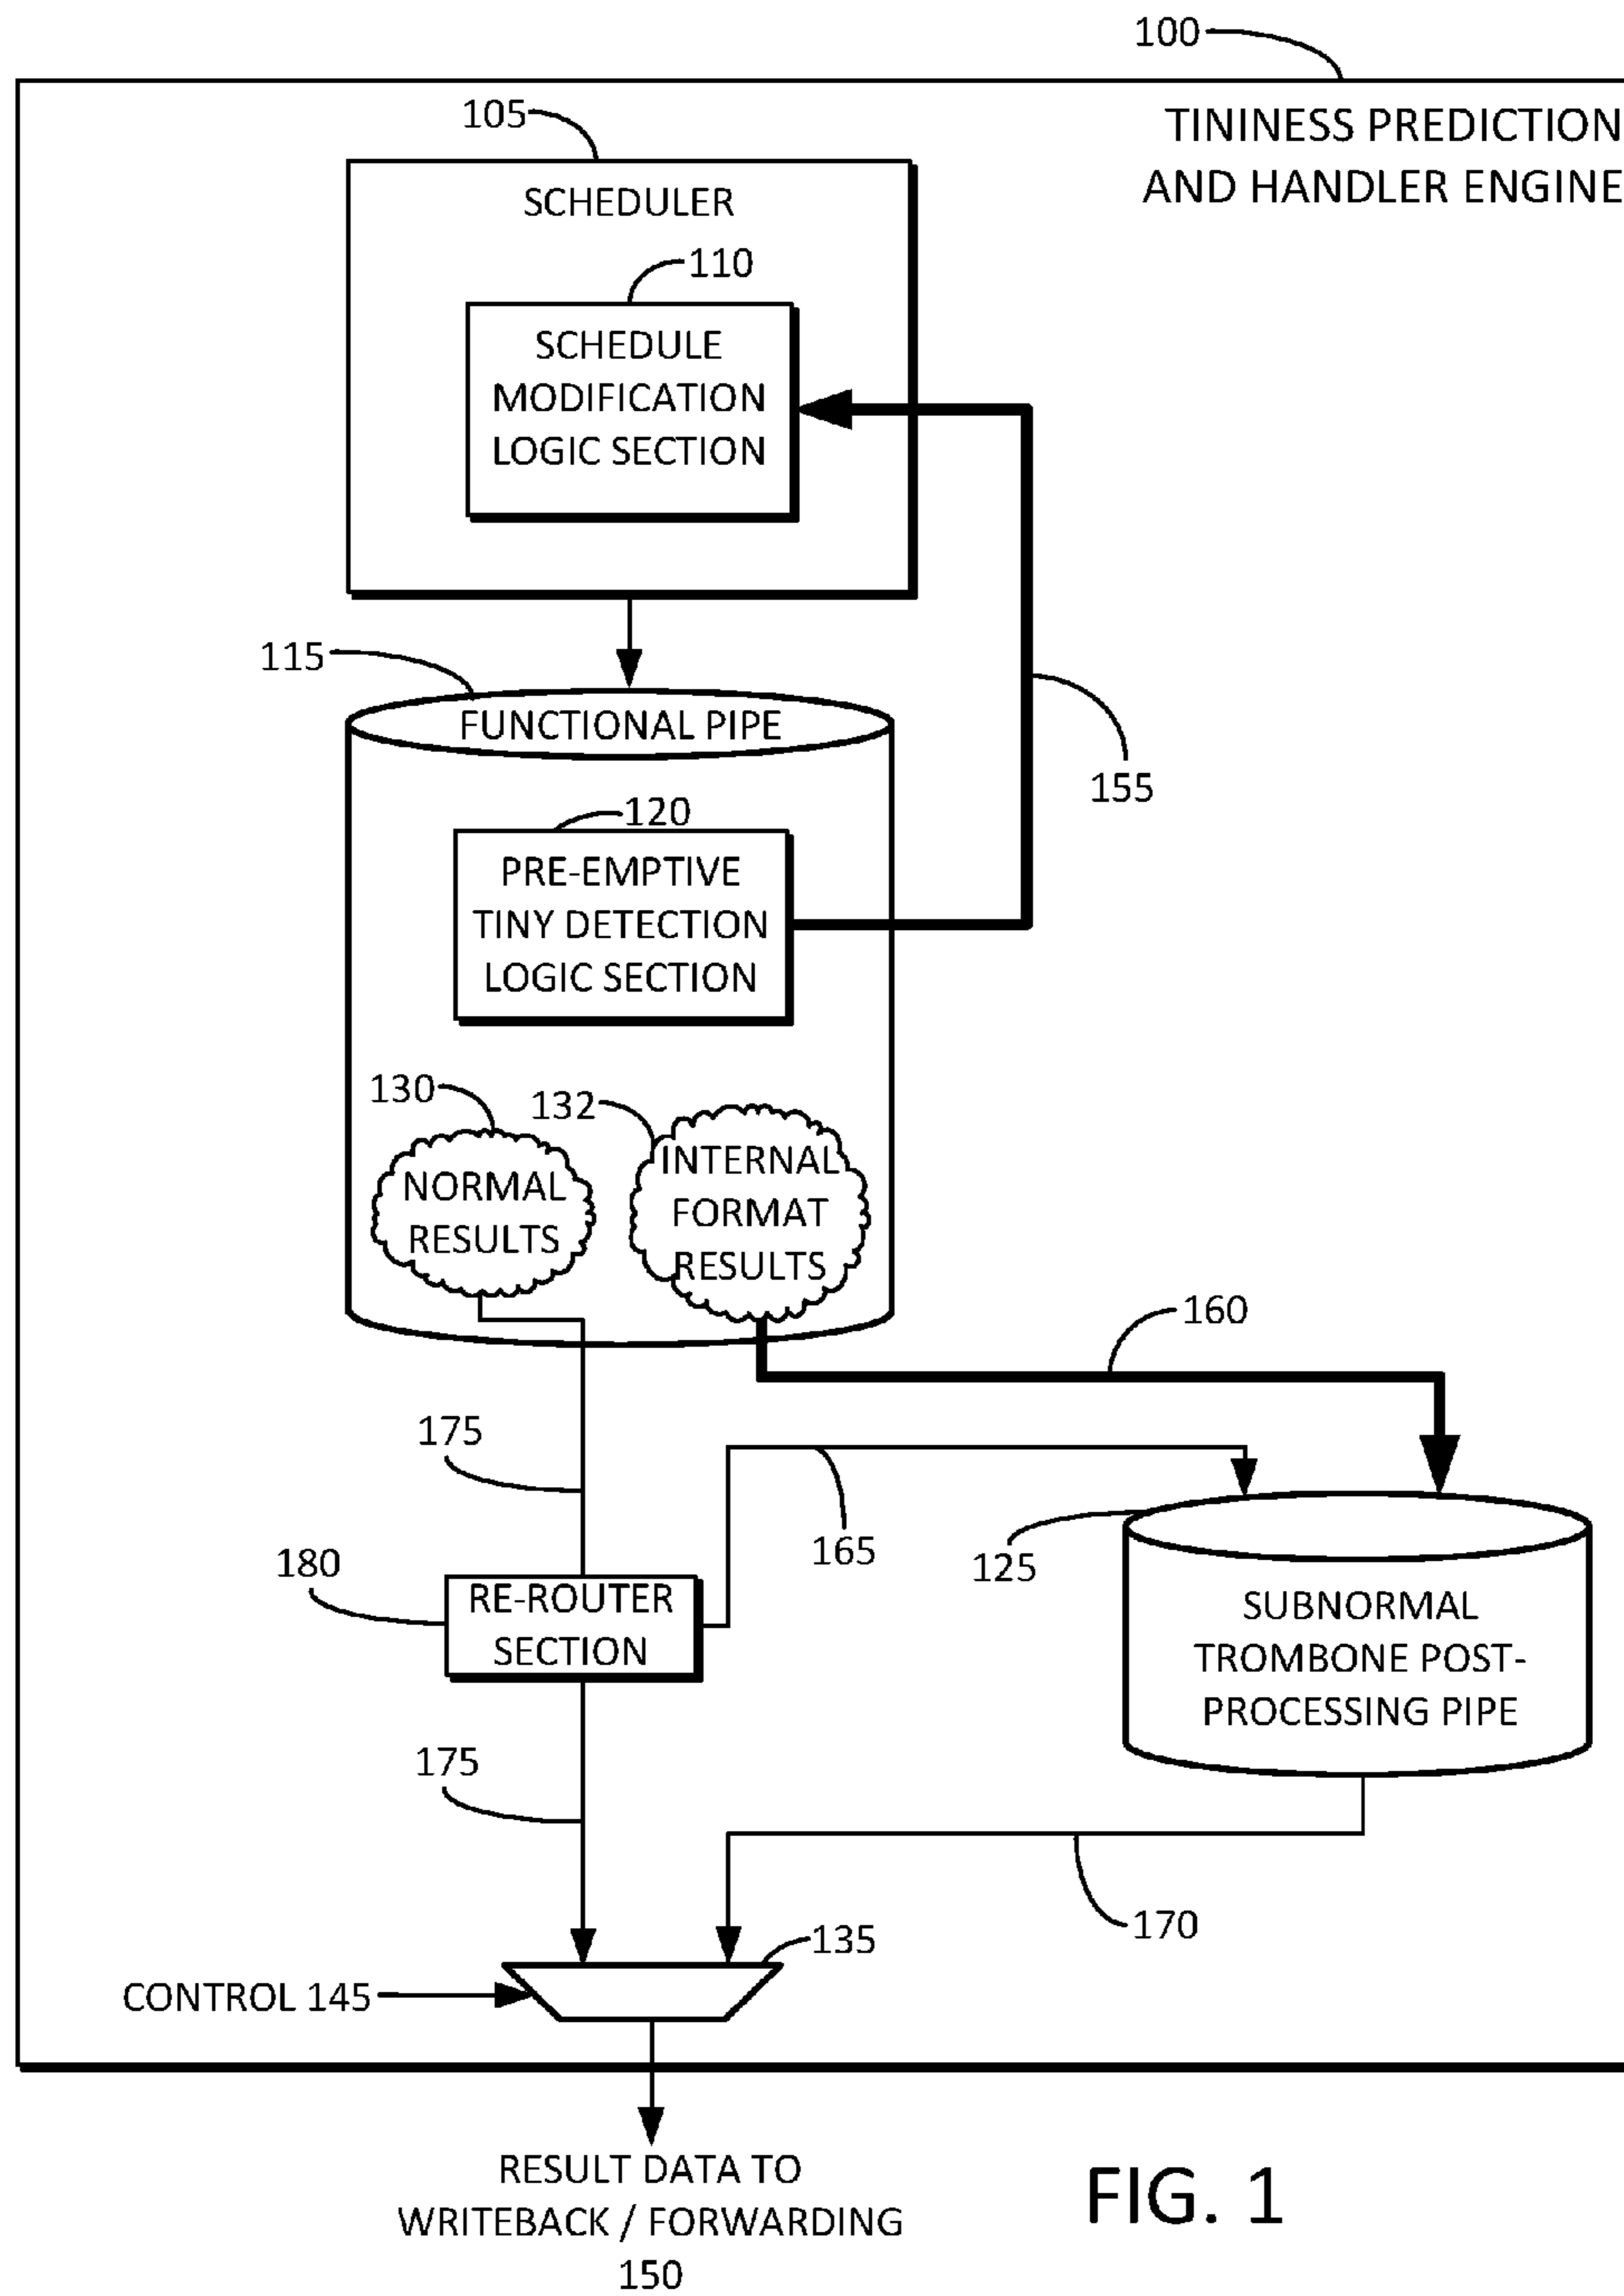 100
TININESS PREDICTION
AND HANDLER ENGINE
105
SCHEDULER
110
SCHEDULE
MODIFICATION
LOGIC SECTION
115
FUNCTIONAL PIPE
155
120
PRE-EMPTIVE
TINY DETECTION
LOGIC SECTION
130
132
NORMAL
RESULTS
INTERNAL
FORMAT
RESULTS
160
175
165
125
180
RE-ROUTER
SECTION
SUBNORMAL
TROMBONE POST-
PROCESSING PIPE
175
170
135
CONTROL 145
RESULT DATA TO
WRITEBACK / FORWARDING
150
FIG. 1